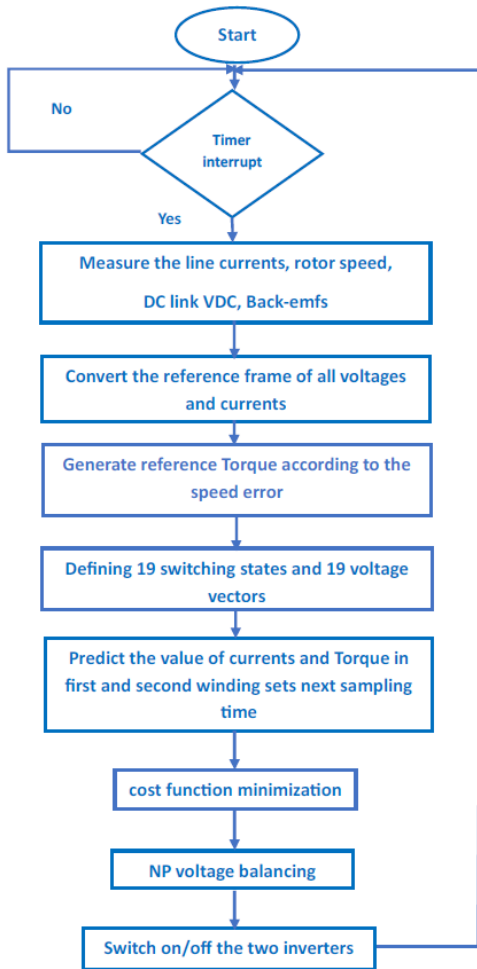 Start
No
Timer
interrupt
Yes
Measure the line currents, rotor speed,
DC link VDC, Back-emfs
Convert the reference frame of all voltages
and currents
Generate reference Torque according to the
speed error
Defining 19 switching states and 19 voltage
vectors
Predict the value of currents and Torque in
first and second winding sets next sampling
time
cost function minimization
NP voltage balancing
Switch on/off the two inverters